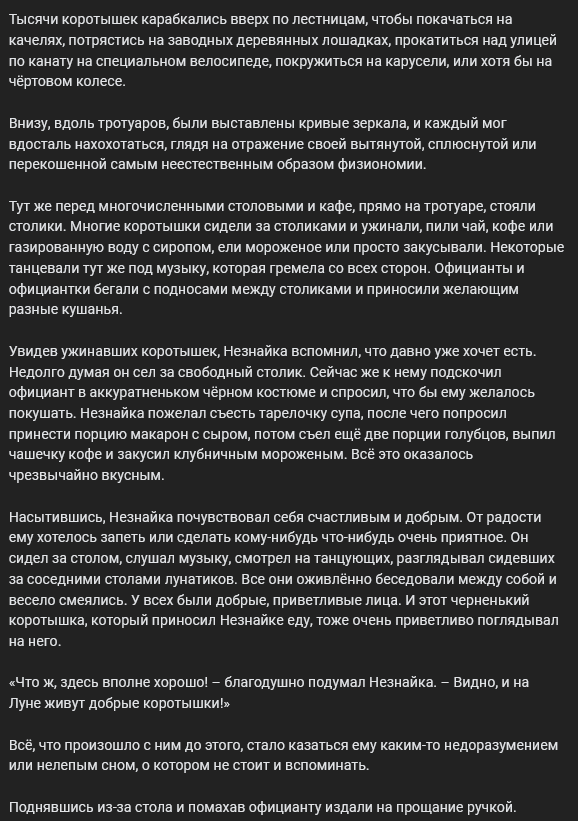 Тысячи коротышек карабкались вверх по лестницам, чтобы покачаться на
качелях, потрястись на заводных деревянных лошадках, прокатиться над улицей
по канату на специальном велосипеде, покружиться на карусели, или хотя бы на
чёртовом колесе.
Внизу, вдоль тротуаров, были выставлены кривые зеркала, и каждый мог
вдосталь нахохотаться, глядя на отражение своей вытянутой, сплюснутой или
перекошенной самым неестественным образом физиономии.
Тут же перед многочисленными столовыми и кафе, прямо на тротуаре, стояли
столики. Многие коротышки сидели за столиками и ужинали, пили чай, кофе или
газированную воду с сиропом, ели мороженое или просто закусывали. Некоторые
танцевали тут же под музыку, которая гремела со всех сторон. Официанты и
официантки бегали с подносами между столиками и приносили желающим
разные кушанья.
Увидев ужинавших коротышек, Незнайка вспомнил, что давно уже хочет есть.
Недолго думая он сел за свободный столик. Сейчас же к нему подскочил
официант в аккуратненьком чёрном костюме и спросил, что бы ему желалось
покушать. Незнайка пожелал съесть тарелочку супа, после чего попросил
принести порцию макарон с сыром, потом съел ещё две порции голубцов, выпил
чашечку кофе и закусил клубничным мороженым. Всё это оказалось
чрезвычайно вкусным.
Насытившись, Незнайка почувствовал себя счастливым и добрым. От радости
ему хотелось запеть или сделать кому-нибудь что-нибудь очень приятное. Он
сидел за столом, слушал музыку, смотрел на танцующих, разглядывал сидевших
за соседними столами лунатиков. Все они оживлённо беседовали между собой и
весело смеялись. У всех были добрые, приветливые лица. И этот черненький
коротышка, который приносил Незнайке еду, тоже очень приветливо поглядывал
на него.
«Что ж, здесь вполне хорошо! – благодушно подумал Незнайка. – Видно, и на
Луне живут добрые коротышки!»
Всё, что произошло с ним до этого, стало казаться ему каким-то недоразумением
или нелепым сном, о котором не стоит и вспоминать.
Поднявшись из-за стола и помахав официанту издали на прощание ручкой.